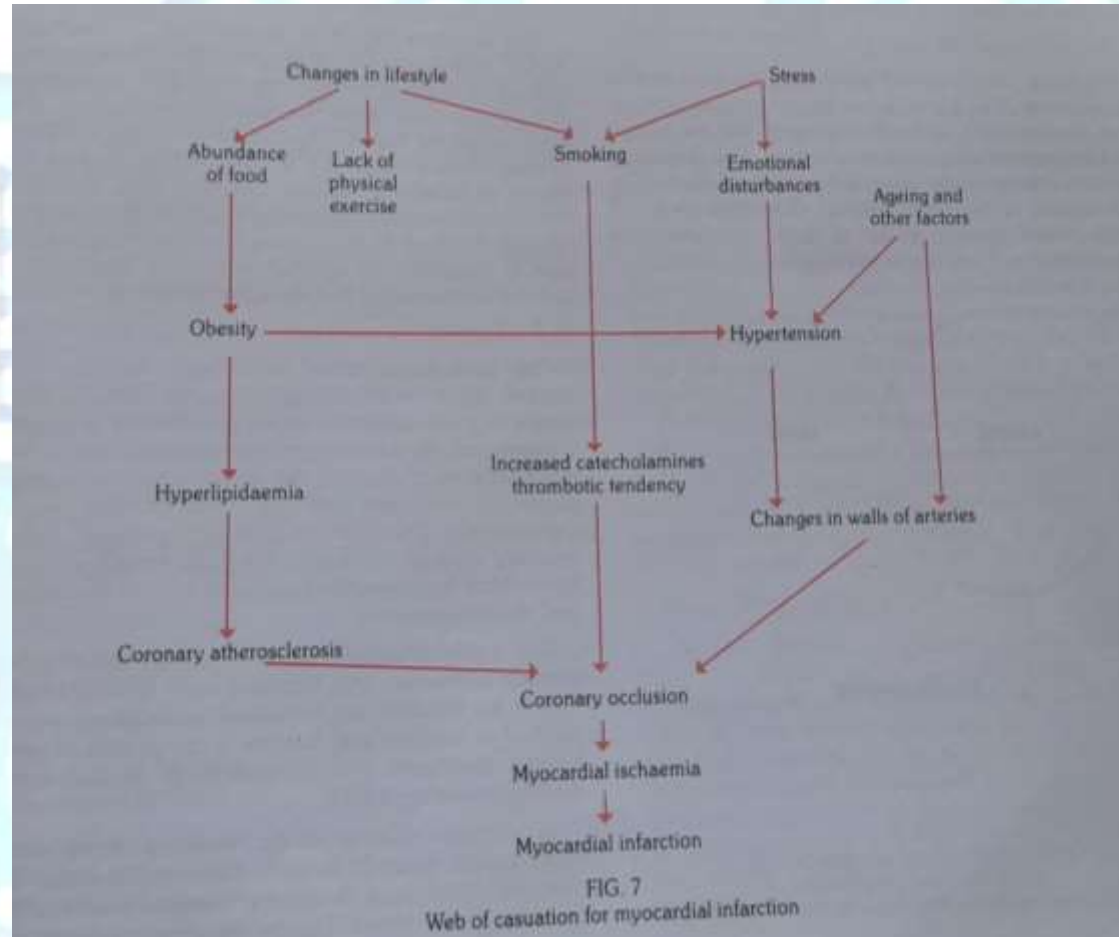 Changes in lifestyle
Stress
Abundance
of food
Lack of
physical
exercise
Smoking
Emotional
disturbances
Ageing and
other factors
Obesity
Hypertension
Hyperlipidaemia
Increased catecholamines
thrombotic tendency
Changes in walls of arteries
Coronary atherosclerosis
Coronary occlusion
Myocardial ischaemia
Myocardial infarction
FIG. 7
Web of casuation for myocardial infarction